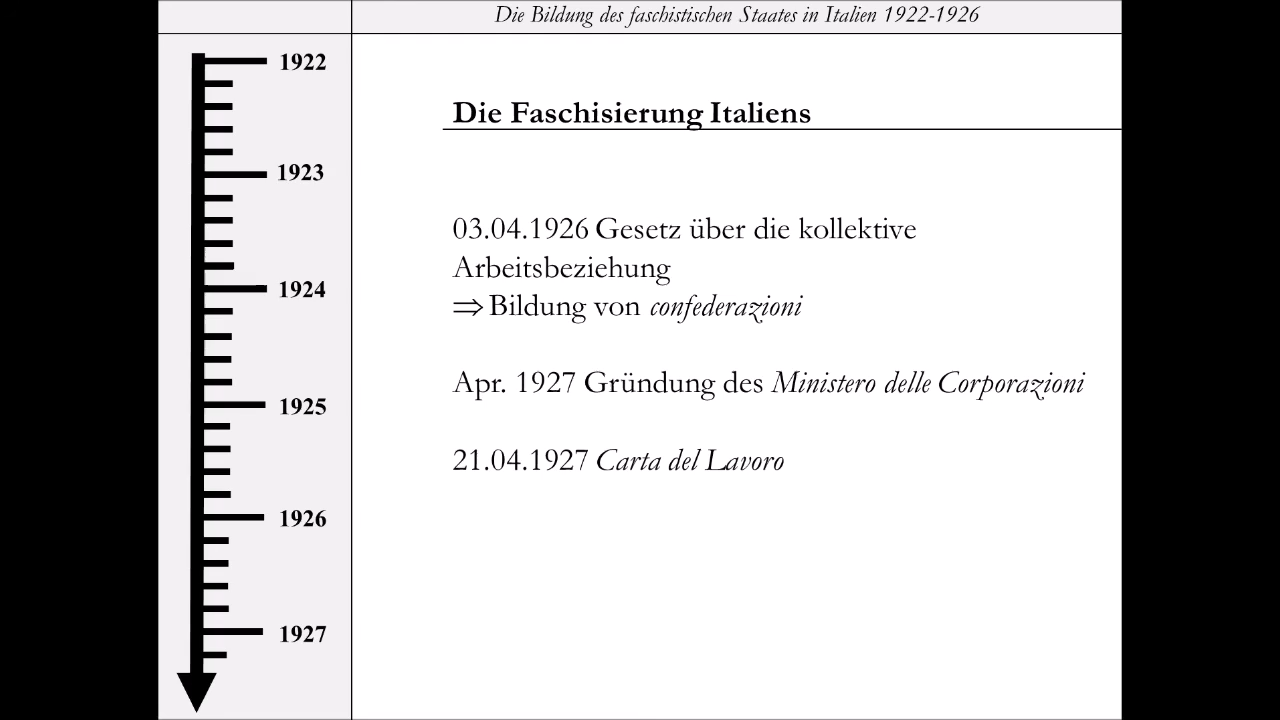 Die Bildung des faschistischen Staates in Italien 1922-1926
1922
1923
1924
1925
1926
1927
Die Faschisierung Italiens
03.04.1926 Gesetz über die kollektive
Arbeitsbeziehung
⇒ Bildung von confederazioni
Apr. 1927 Gründung des Ministero delle Corporazioni
21.04.1927 Carta del Lavoro